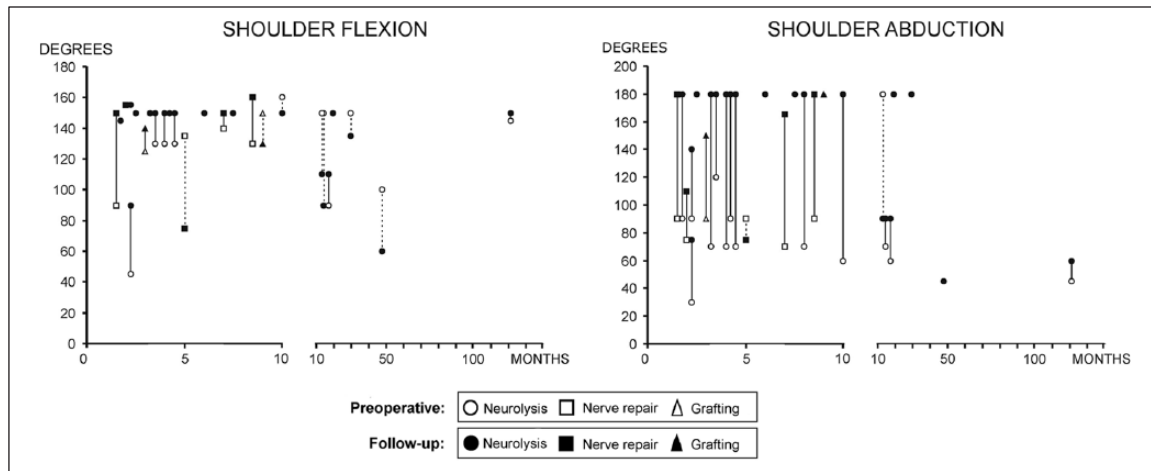 SHOULDER FLEXION
DEGREES
180
160
140
120
100
80
60
40
20
0
0 5 10 10 50 100 MONTHS
SHOULDER ABDUCTION
DEGREES
200
180
160
140
120
100
80
60
40
20
0
0 5 10 10 50 100 MONTHS
Preoperative: Neurolysis Nerve repair Grafting
Follow-up: Neurolysis Nerve repair Grafting